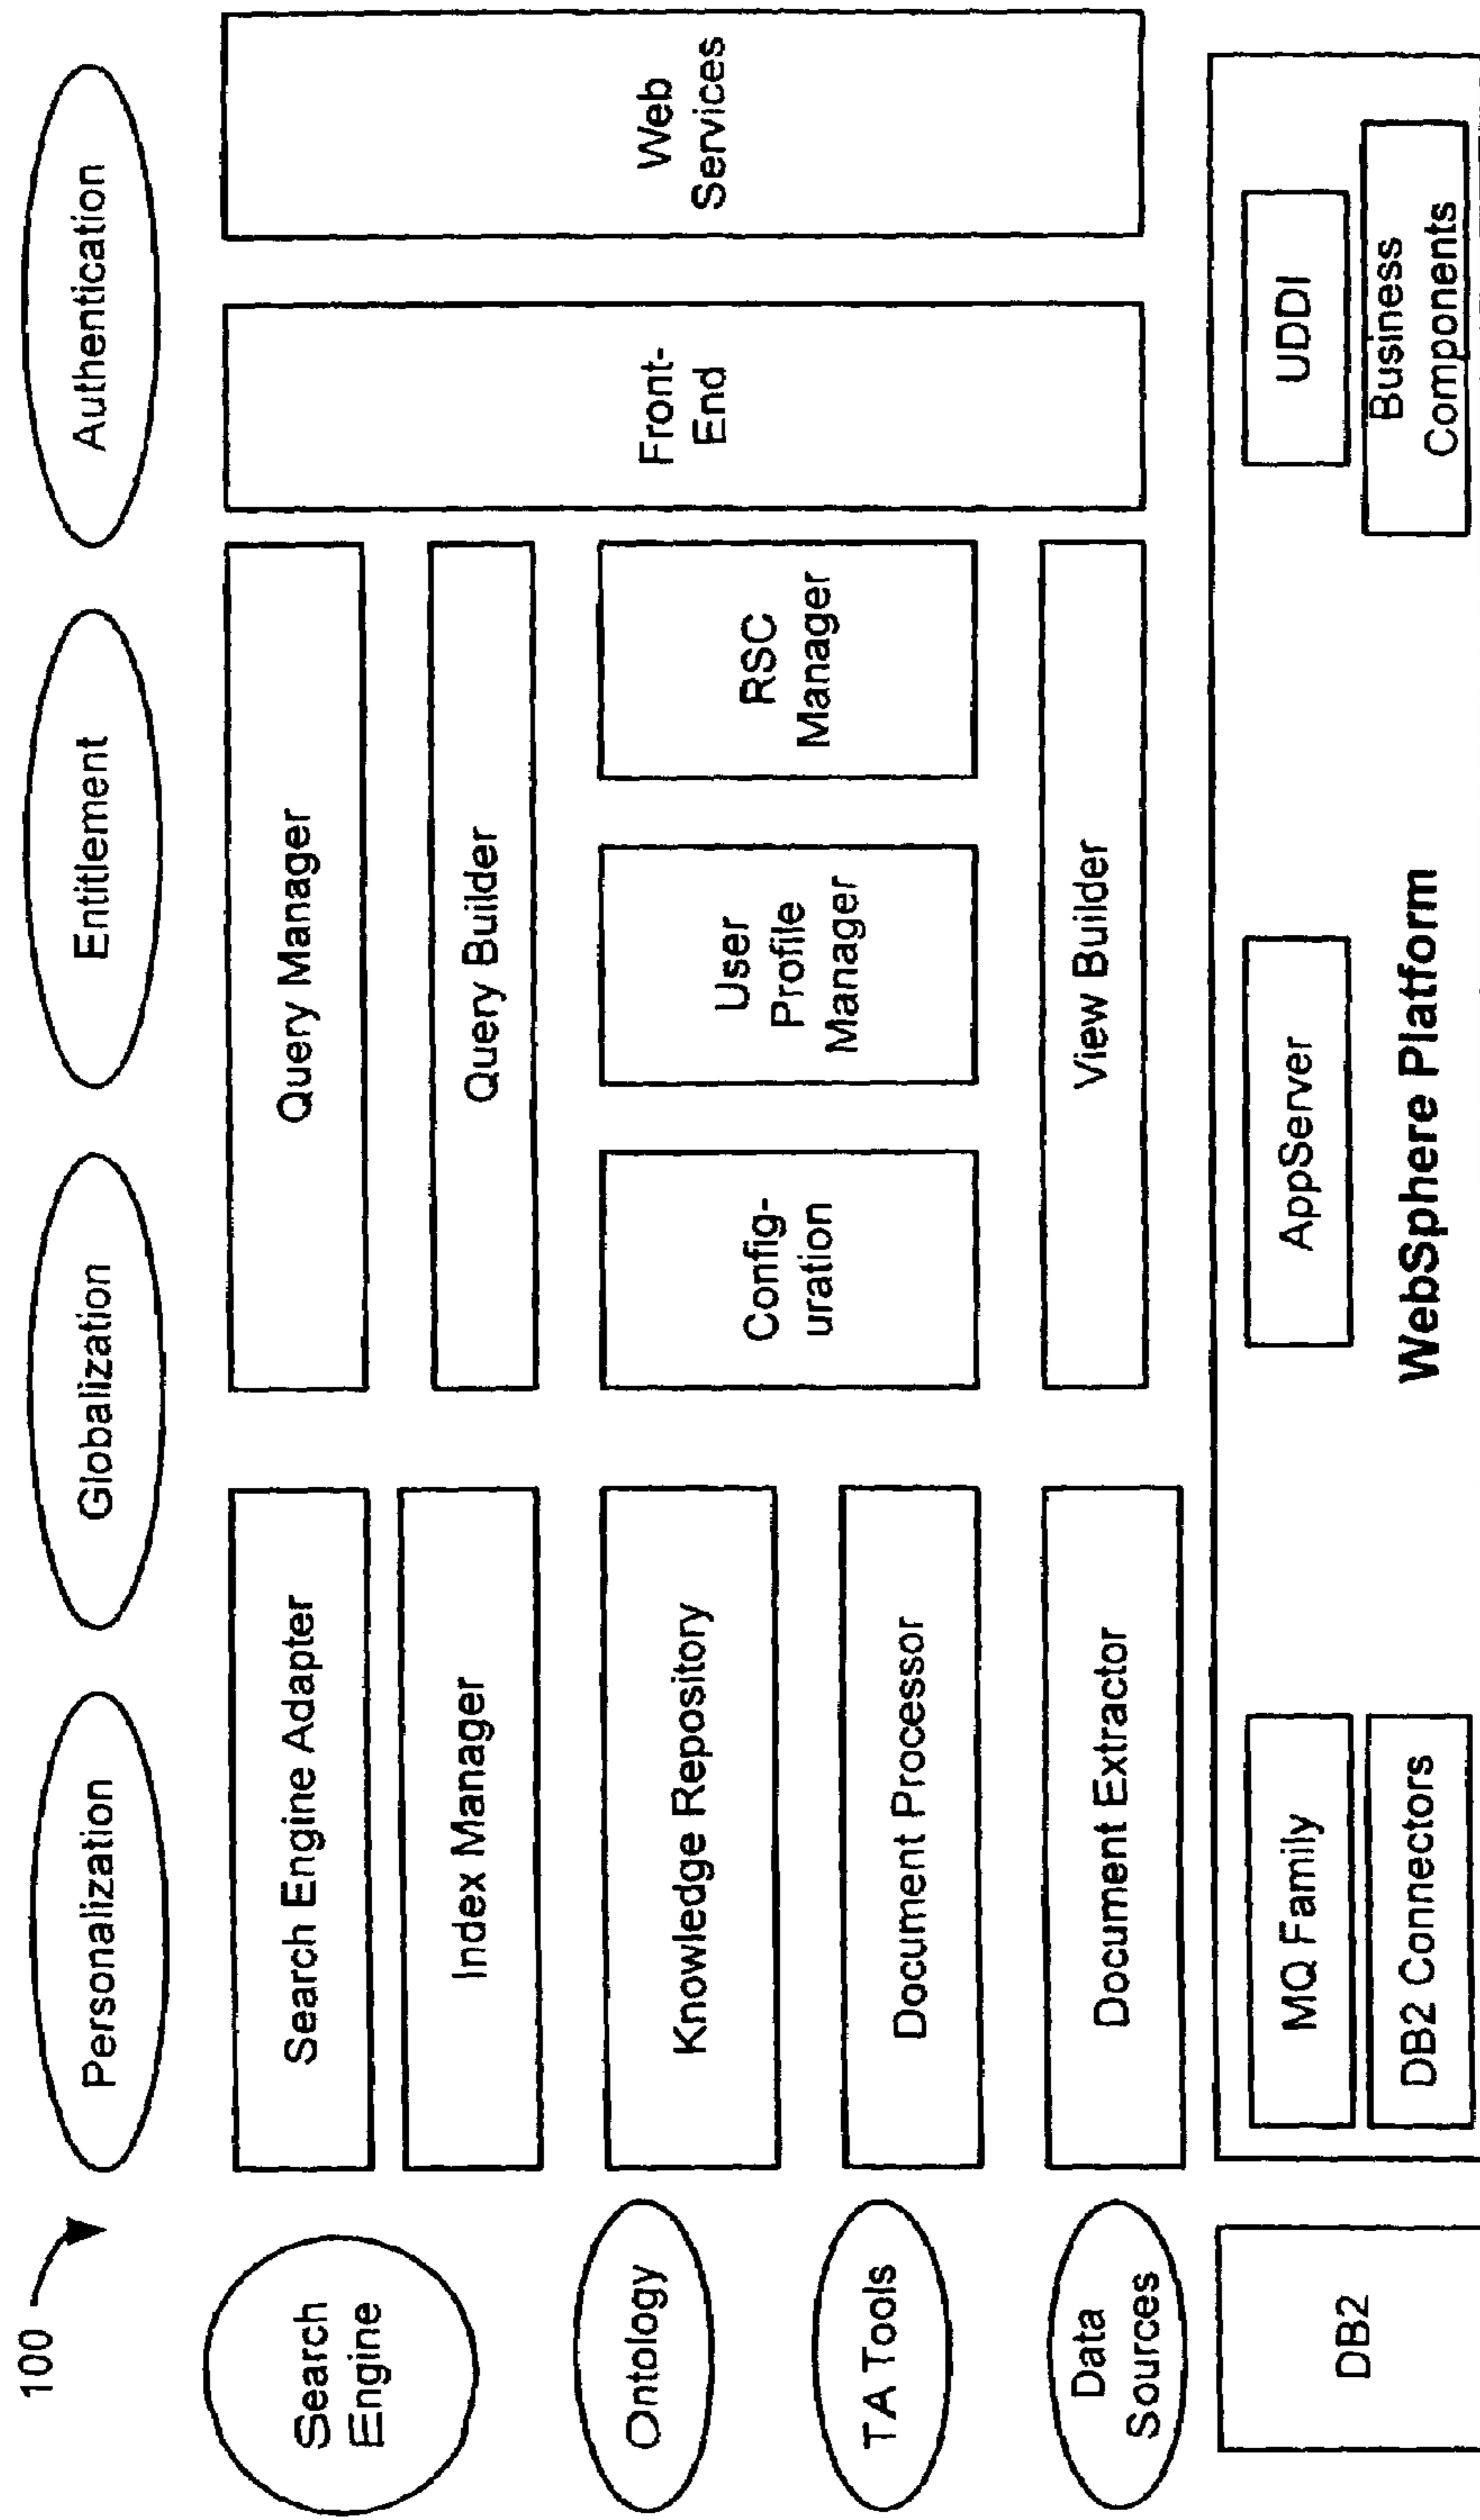 100
Personalization
Globalization
Entitlement
Authentication
Search
Engine
Search Engine Adapter
Index Manager
Query Manager
Query Builder
Front-
End
Web
Services
Ontology
Knowledge Repository
Config-
uration
User
Profile
Manager
RSC
Manager
TA Tools
Document Processor
Data
Sources
Document Extractor
View Builder
DB2
MQ Family
DB2 Connectors
AppServer
WebSphere Platform
UDDI
Business
Components